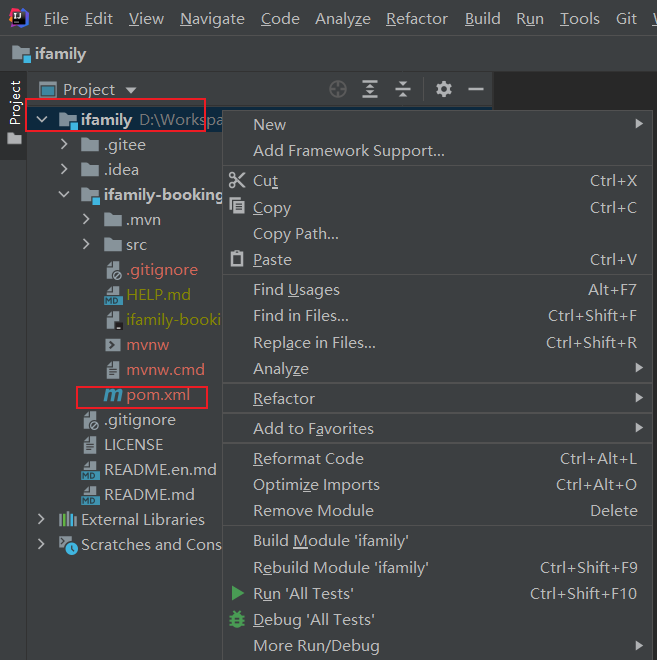 File Edit View Navigate Code Analyze Refactor Build Run Tools Git
ifamily
Project
Project
ifamily D:\Workspa
.gitee
.idea
ifamily-booking
.mvn
src
.gitignore
HELP.md
ifamily-booki
mvnw
mvnw.cmd
pom.xml
.gitignore
LICENSE
README.en.md
README.md
External Libraries
Scratches and Cons
New
Add Framework Support...
Cut Ctrl+X
Copy Ctrl+C
Copy Path...
Paste Ctrl+V
Find Usages Alt+F7
Find in Files... Ctrl+Shift+F
Replace in Files... Ctrl+Shift+R
Analyze
Refactor
Add to Favorites
Reformat Code Ctrl+Alt+L
Optimize Imports Ctrl+Alt+O
Remove Module Delete
Build Module 'ifamily'
Rebuild Module 'ifamily' Ctrl+Shift+F9
Run 'All Tests' Ctrl+Shift+F10
Debug 'All Tests'
More Run/Debug